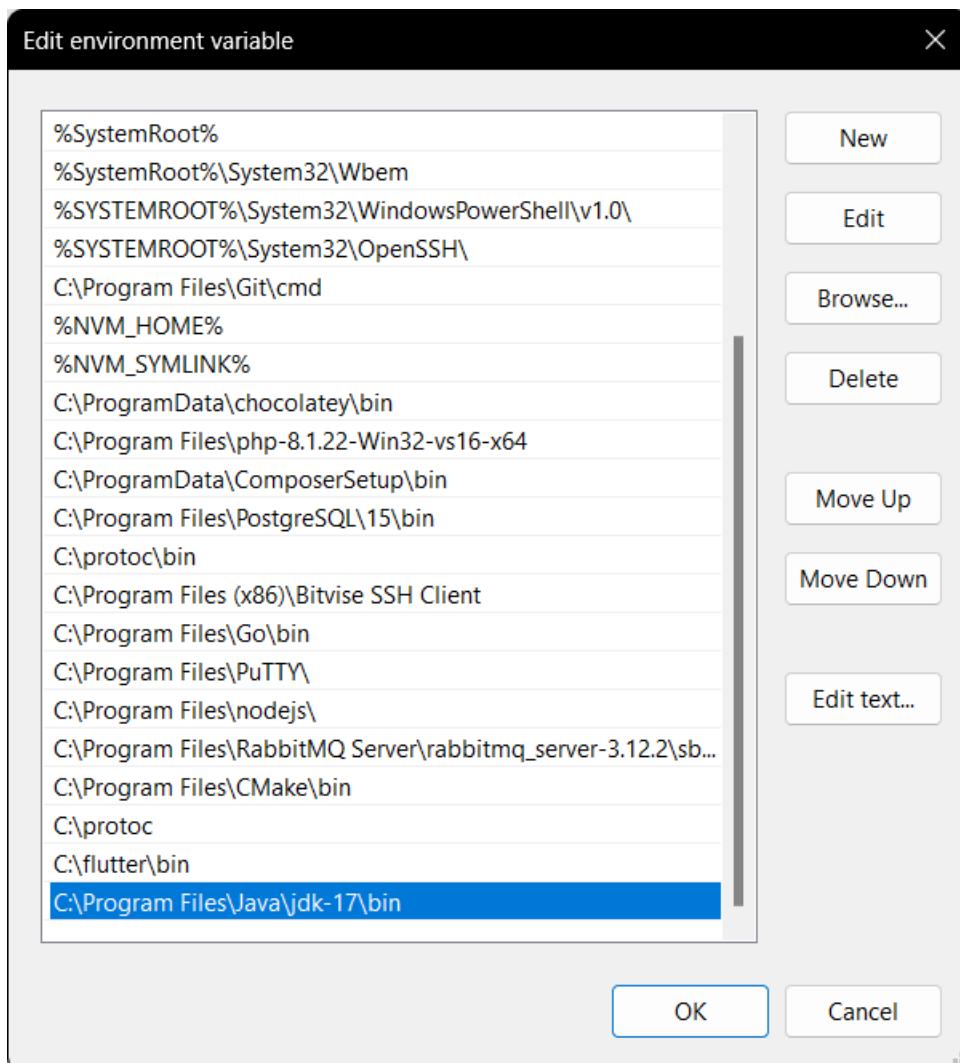 Edit environment variable
%SystemRoot%
%SystemRoot%\System32\Wbem
%SYSTEMROOT%\System32\WindowsPowerShell\v1.0\
%SYSTEMROOT%\System32\OpenSSH\
C:\Program Files\Git\cmd
%NVM_HOME%
%NVM_SYMLINK%
C:\ProgramData\chocolatey\bin
C:\Program Files\php-8.1.22-Win32-vs16-x64
C:\ProgramData\ComposerSetup\bin
C:\Program Files\PostgreSQL\15\bin
C:\protoc\bin
C:\Program Files (x86)\Bitvise SSH Client
C:\Program Files\Go\bin
C:\Program Files\PuTTY\
C:\Program Files\nodejs\
C:\Program Files\RabbitMQ Server\rabbitmq_server-3.12.2\sb...
C:\Program Files\CMake\bin
C:\protoc
C:\flutter\bin
C:\Program Files\Java\jdk-17\bin
New
Edit
Browse...
Delete
Move Up
Move Down
Edit text...
OK
Cancel